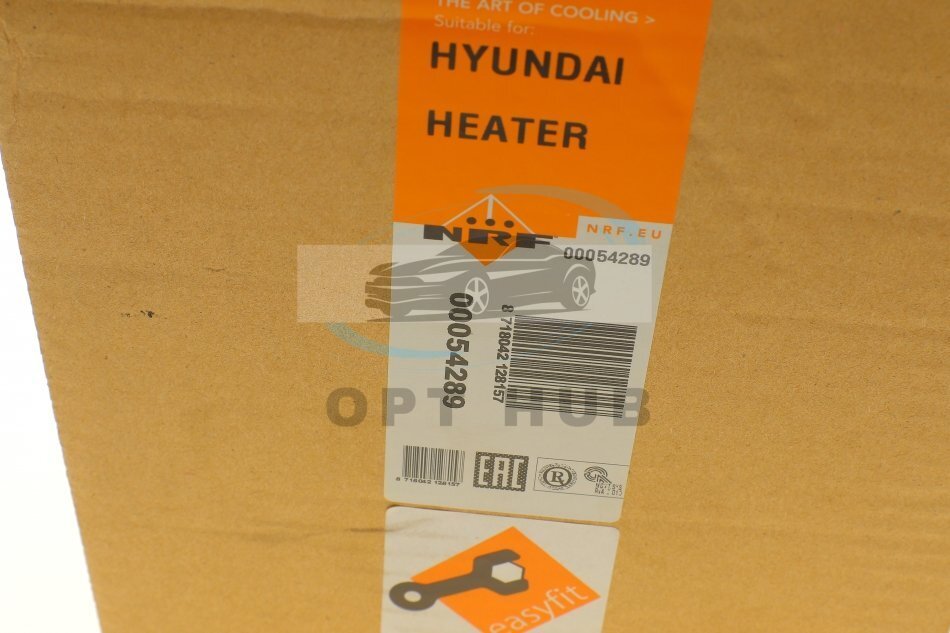 THE ART OF COOLING >
Suitable for:
HYUNDAI
HEATER
NRF
NRF.EU
00054289
00054289
8 718042 128157
OPT HUB
8 718042 128157
EAC
R
easyfit